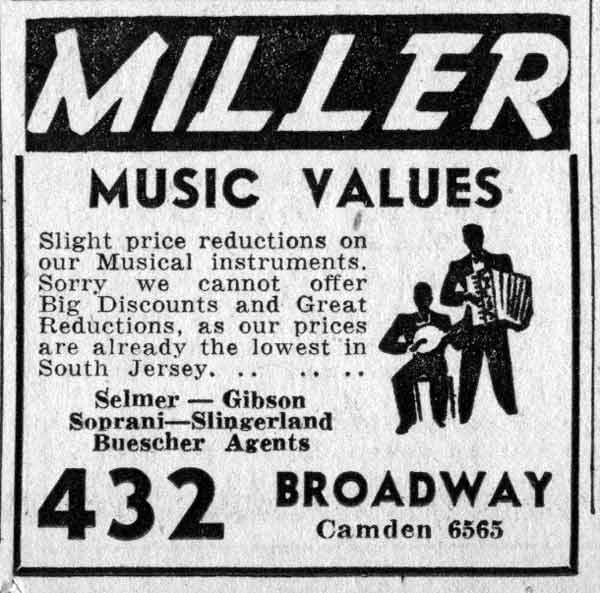 MILLER
MUSIC VALUES
Slight price reductions on
our Musical instruments.
Sorry we cannot offer
Big Discounts and Great
Reductions, as our prices
are already the lowest in
South Jersey. .. .. ..
Selmer — Gibson
Soprani—Slingerland
Buescher Agents
432 BROADWAY
Camden 6565